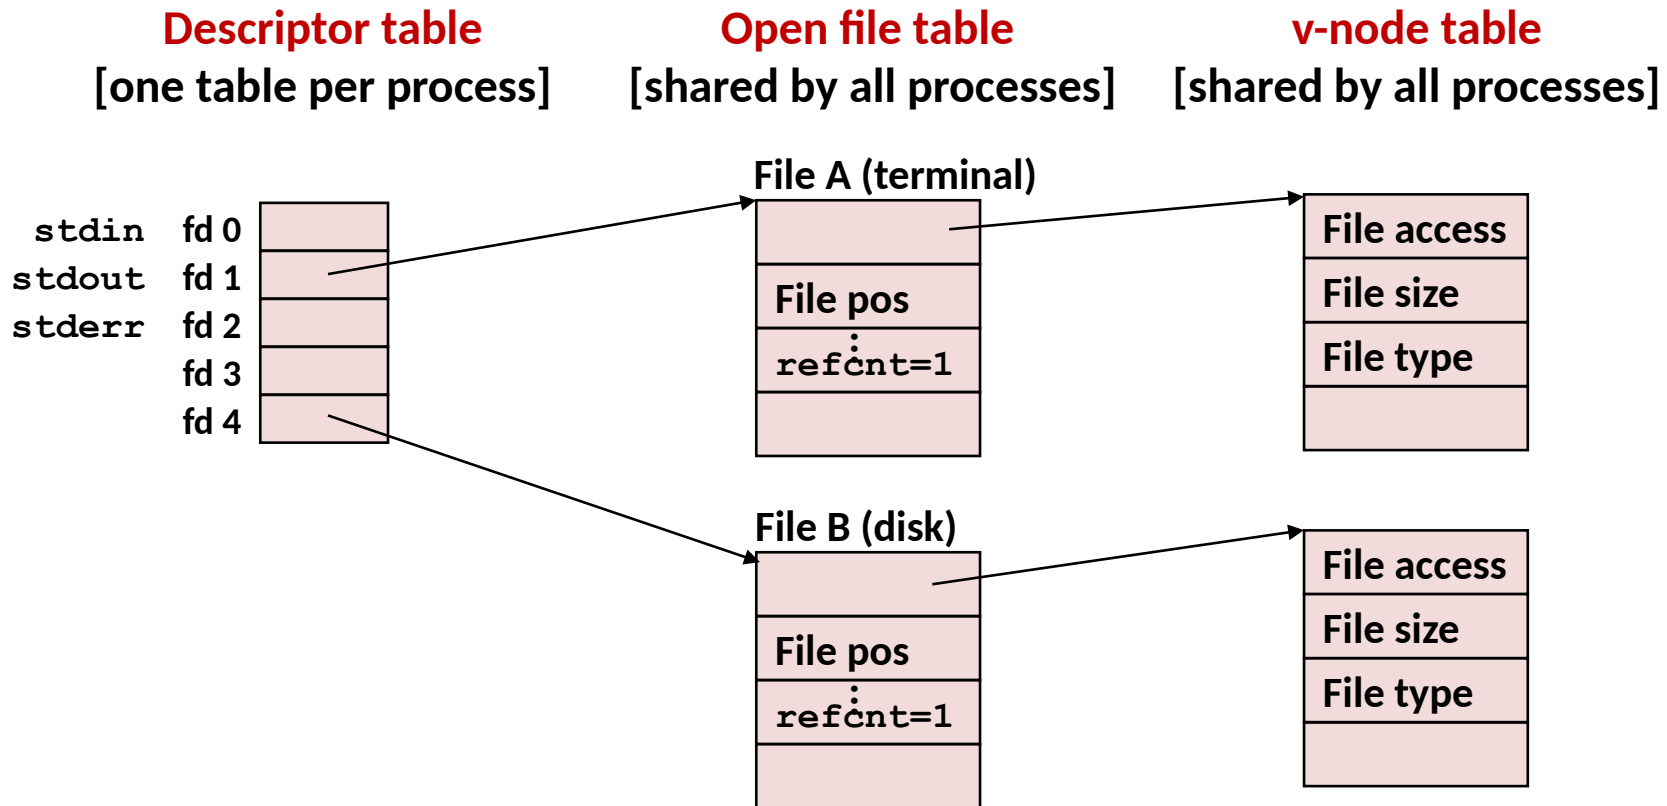 Descriptor table
[one table per process]
Open file table
[shared by all processes]
v-node table
[shared by all processes]
stdin fd 0
stdout fd 1
stderr fd 2
fd 3
fd 4
File A (terminal)
File pos
refcnt=1
File access
File size
File type
File B (disk)
File pos
refcnt=1
File access
File size
File type